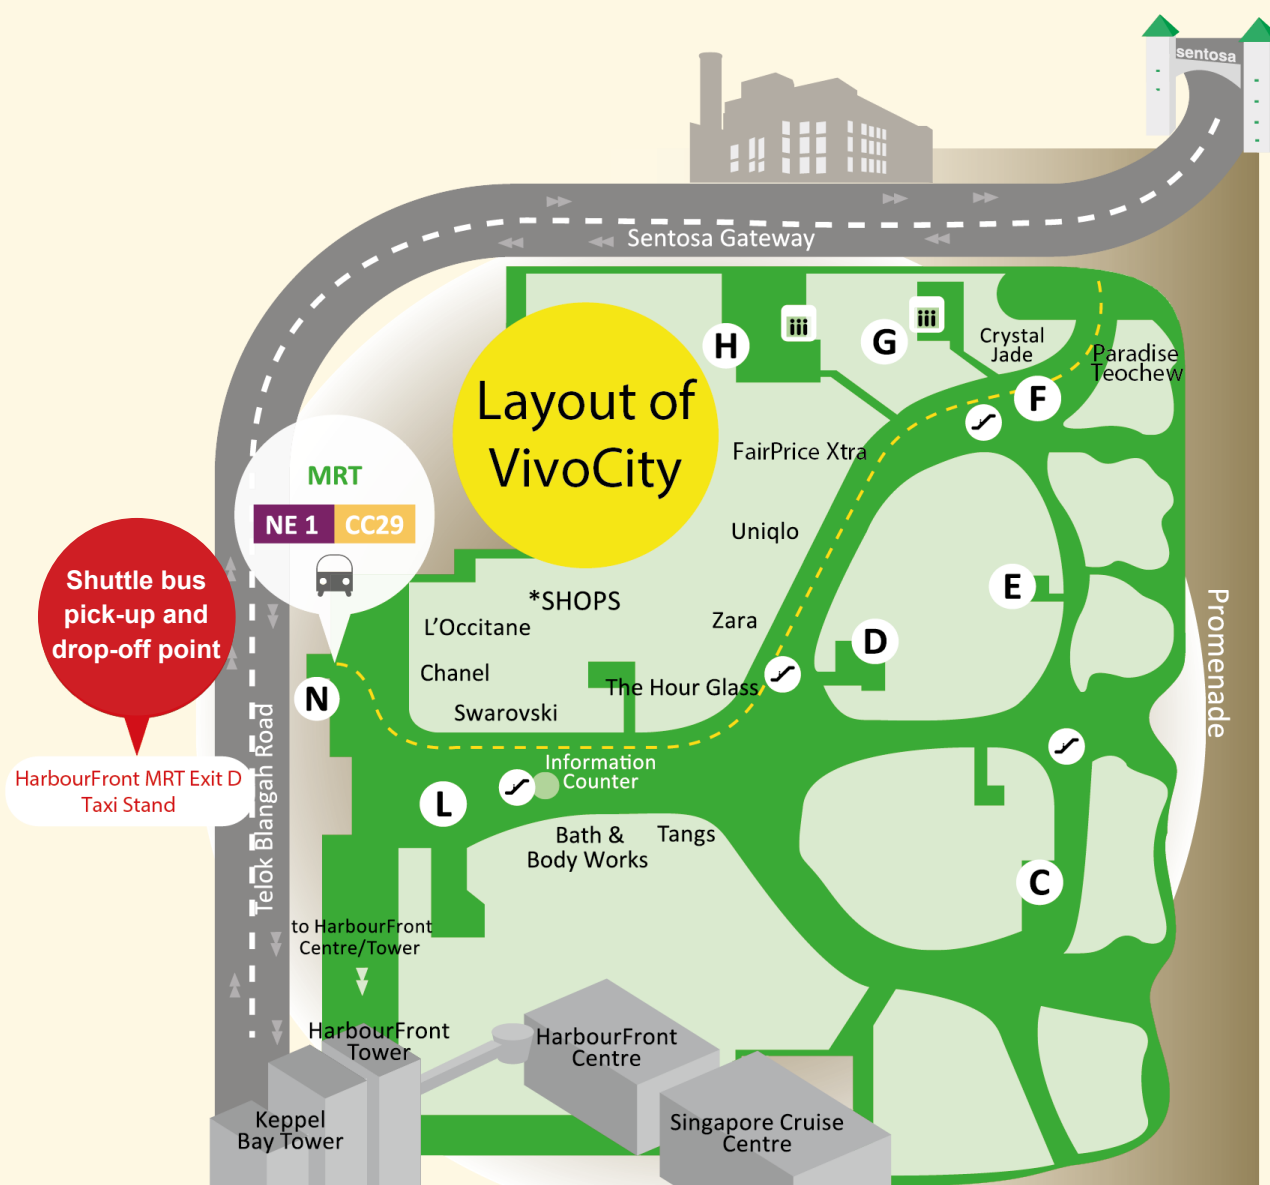 sentosa
Sentosa Gateway
Layout of
VivoCity
H
G
Crystal
Jade
Paradise
Teochew
F
FairPrice Xtra
MRT
NE 1
CC29
Uniqlo
Shuttle bus
pick-up and
drop-off point
*SHOPS
E
L’Occitane
Zara
D
Promenade
Chanel
The Hour Glass
N
Swarovski
Telok Blangah Road
HarbourFront MRT Exit D
Taxi Stand
Information
Counter
L
Bath &
Body Works
Tangs
C
to HarbourFront
Centre/Tower
HarbourFront
Tower
HarbourFront
Centre
Keppel
Bay Tower
Singapore Cruise
Centre